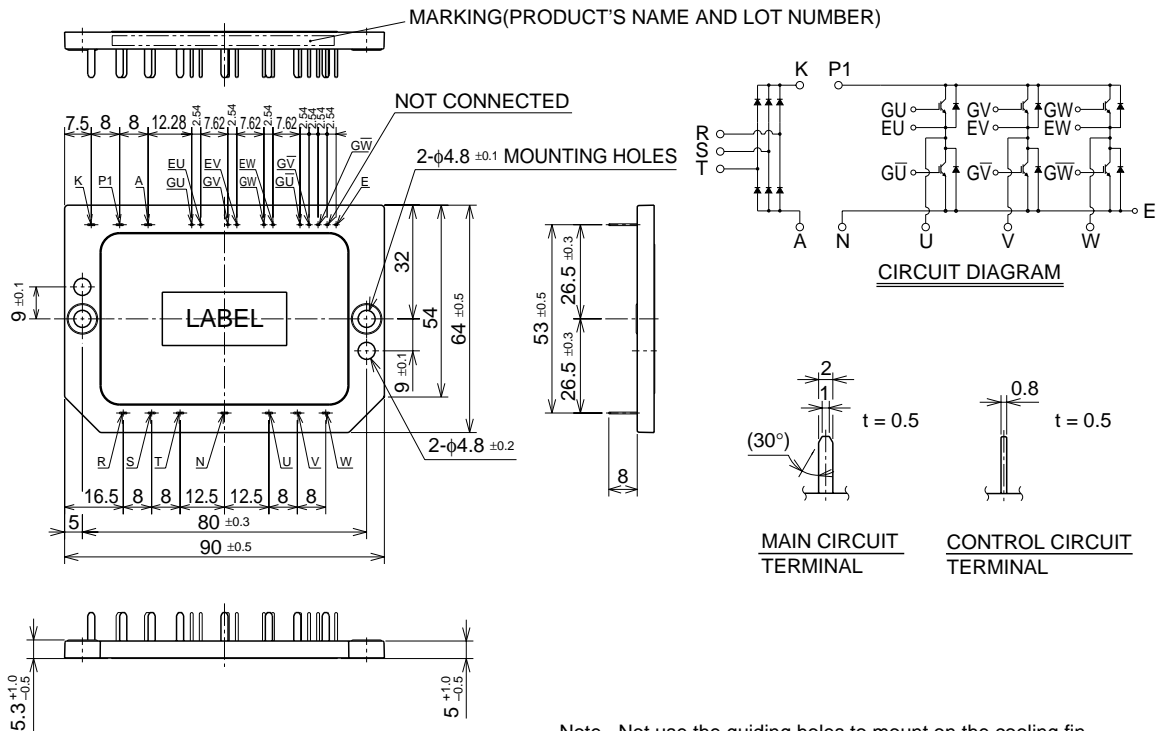 MARKING(PRODUCT'S NAME AND LOT NUMBER)
NOT CONNECTED
7.5 8 8 12.28 2.54 7.62 2.54 7.62 2.54 7.62 2.54 2.54 2.54 2.54
GW̅
2-φ4.8 ±0.1 MOUNTING HOLES
K P1 A EU EV EW GV̅
GU GV GW GU̅ E
9 ±0.1
LABEL
32
54
64 ±0.5
9 ±0.1
2-φ4.8 ±0.2
R S T N U V W
16.5 8 8 12.5 12.5 8 8
5 80 ±0.3
90 ±0.5
53 ±0.5
26.5 ±0.3
26.5 ±0.3
8
K P1
R
S
T
GU GV GW
EU EV EW
GU̅ GV̅ GW̅
E
A N U V W
CIRCUIT DIAGRAM
2
1
t = 0.5
(30°)
MAIN CIRCUIT
TERMINAL
0.8
t = 0.5
CONTROL CIRCUIT
TERMINAL
5.3 +1.0 –0.5
5 +1.0 –0.5
Note Not use the guiding holes to mount on the cooling fin